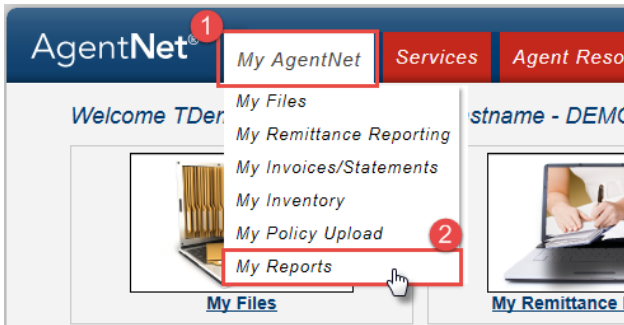 1
AgentNet®
My AgentNet
Services
Agent Reso
My Files
Welcome TDe
stname - DEMO
My Remittance Reporting
My Invoices/Statements
My Inventory
My Policy Upload
2
My Reports
My Files
My Remittance